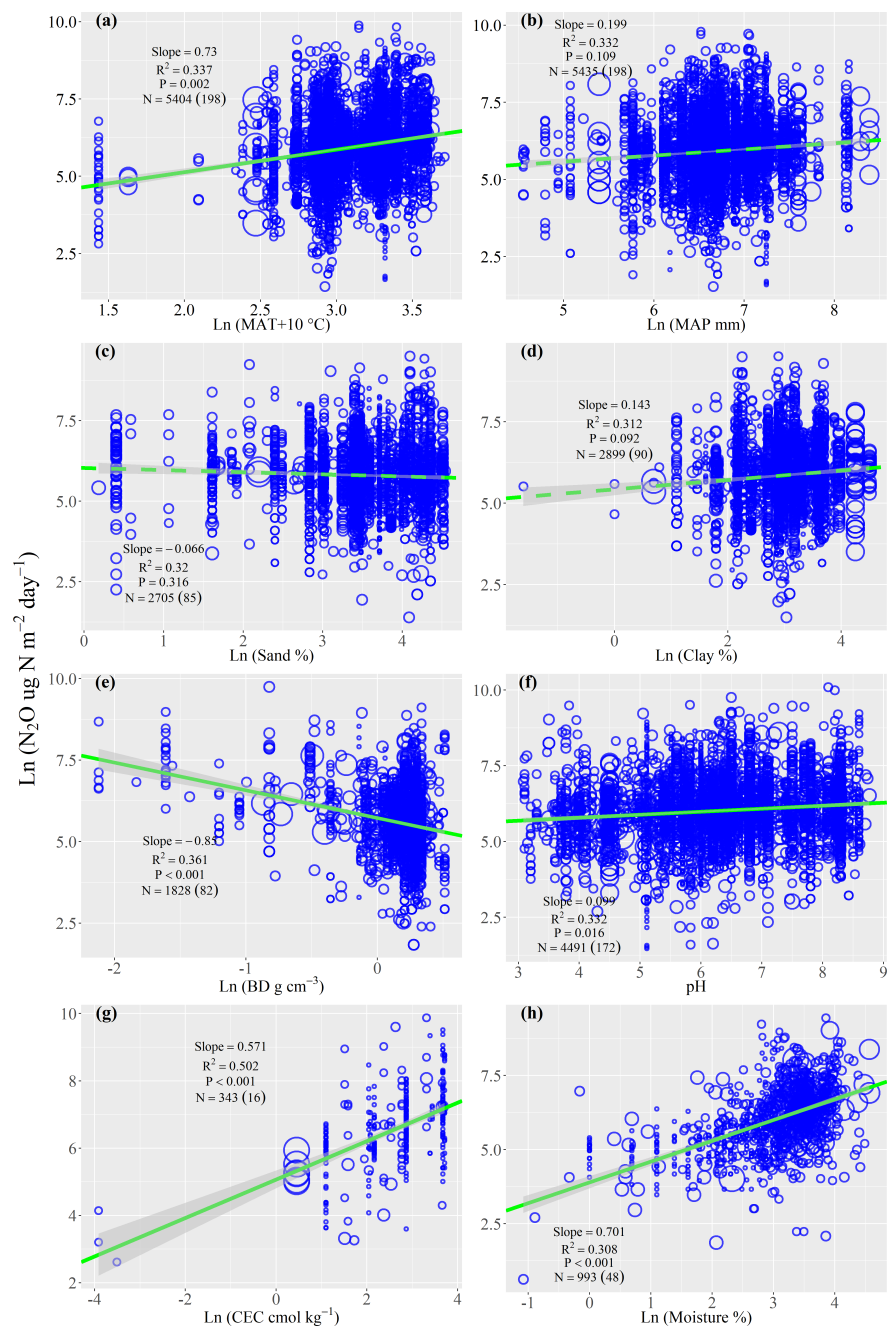 Ln (N₂O ug N m⁻² day⁻¹)
(a)
Slope = 0.73
R² = 0.337
P = 0.002
N = 5404 (198)
10.0
7.5
5.0
2.5
1.5 2.0 2.5 3.0 3.5
Ln (MAT+10 °C)
(b)
Slope = 0.199
R² = 0.332
P = 0.109
N = 5435 (198)
10.0
7.5
5.0
2.5
5 6 7 8
Ln (MAP mm)
(c)
7.5
5.0
2.5
Slope = −0.066
R² = 0.32
P = 0.316
N = 2705 (85)
0 1 2 3 4
Ln (Sand %)
(d)
Slope = 0.143
R² = 0.312
P = 0.092
N = 2899 (90)
7.5
5.0
2.5
0 2 4
Ln (Clay %)
(e)
10.0
7.5
5.0
2.5
Slope = −0.85
R² = 0.361
P < 0.001
N = 1828 (82)
-2 -1 0
Ln (BD g cm⁻³)
(f)
10.0
7.5
5.0
2.5
Slope = 0.099
R² = 0.332
P = 0.016
N = 4491 (172)
3 4 5 6 7 8 9
pH
(g)
Slope = 0.571
R² = 0.502
P < 0.001
N = 343 (16)
10
8
6
4
2
-4 -2 0 2 4
Ln (CEC cmol kg⁻¹)
(h)
10.0
7.5
5.0
2.5
Slope = 0.701
R² = 0.308
P < 0.001
N = 993 (48)
-1 0 1 2 3 4
Ln (Moisture %)